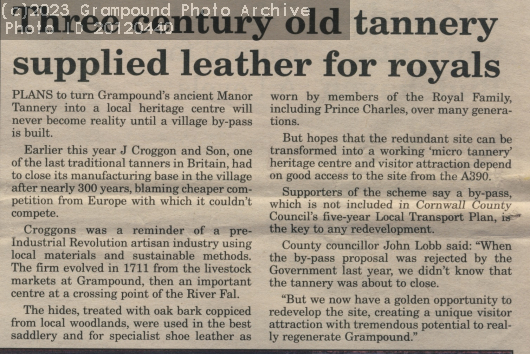 (c)2023 Grampound Photo Archive
Photo ID 20120440
Three century old tannery
supplied leather for royals
PLANS to turn Grampound's ancient Manor
Tannery into a local heritage centre will
never become reality until a village by-pass
is built.
Earlier this year J Croggon and Son, one
of the last traditional tanners in Britain, had
to close its manufacturing base in the village
after nearly 300 years, blaming cheaper com-
petition from Europe with which it couldn't
compete.
Croggons was a reminder of a pre-
Industrial Revolution artisan industry using
local materials and sustainable methods.
The firm evolved in 1711 from the livestock
markets at Grampound, then an important
centre at a crossing point of the River Fal.
The hides, treated with oak bark coppiced
from local woodlands, were used in the best
saddlery and for specialist shoe leather as
worn by members of the Royal Family,
including Prince Charles, over many genera-
tions.
But hopes that the redundant site can be
transformed into a working 'micro tannery'
heritage centre and visitor attraction depend
on good access to the site from the A390.
Supporters of the scheme say a by-pass,
which is not included in Cornwall County
Council's five-year Local Transport Plan, is
the key to any redevelopment.
County councillor John Lobb said: "When
the by-pass proposal was rejected by the
Government last year, we didn't know that
the tannery was about to close.
"But we now have a golden opportunity to
redevelop the site, creating a unique visitor
attraction with tremendous potential to real-
ly regenerate Grampound."